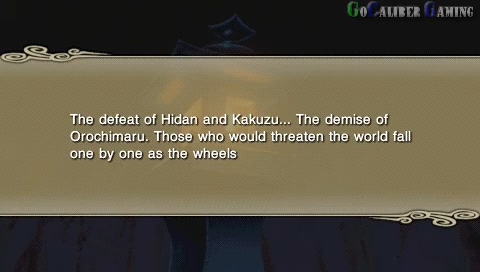 GoCaliber Gaming
The defeat of Hidan and Kakuzu... The demise of
Orochimaru. Those who would threaten the world fall
one by one as the wheels